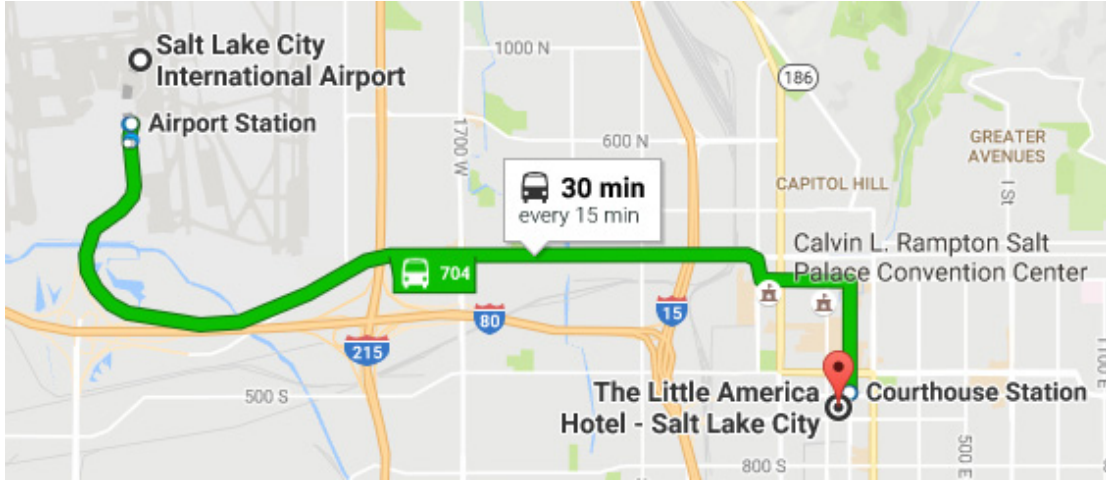 Salt Lake City
International Airport
Airport Station
1000 N
186
1700 W
600 N
GREATER
AVENUES
I St
CAPITOL HILL
30 min
every 15 min
Calvin L. Rampton Salt
Palace Convention Center
704
80
15
215
1100 E
500 S
The Little America
Hotel - Salt Lake City
Courthouse Station
500 E
800 S